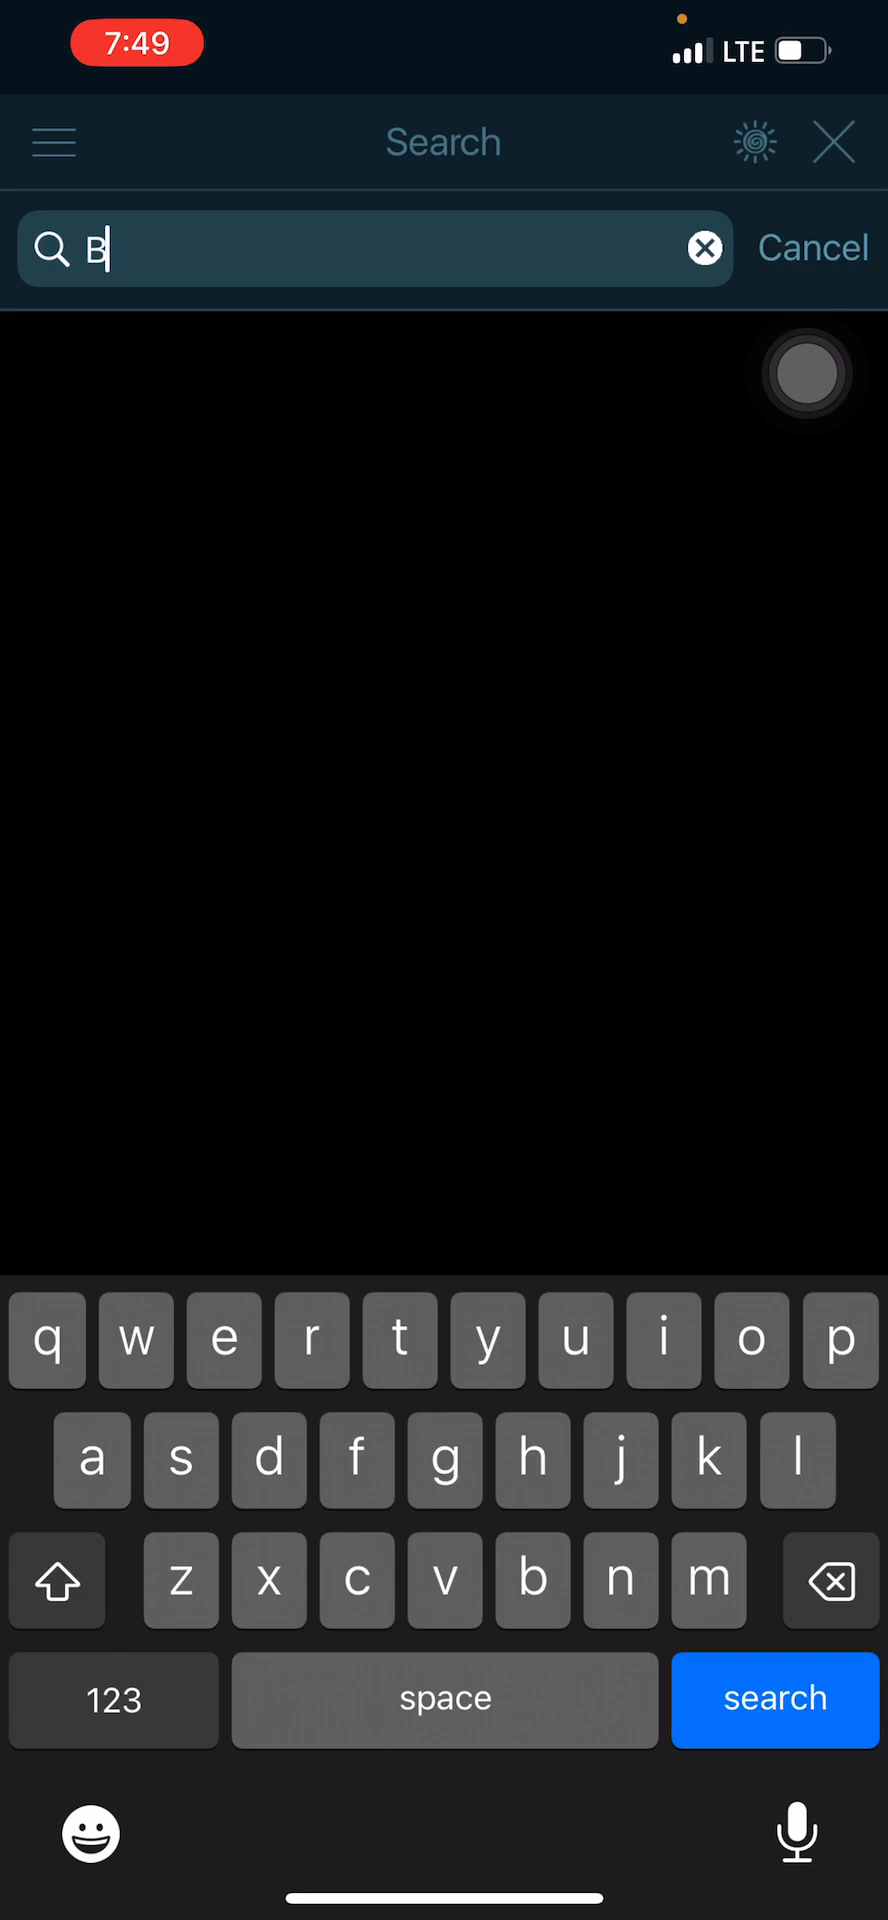 7:49 LTE
Search
B Cancel
q w e r t y u i o p
a s d f g h j k l
z x c v b n m
123 space search